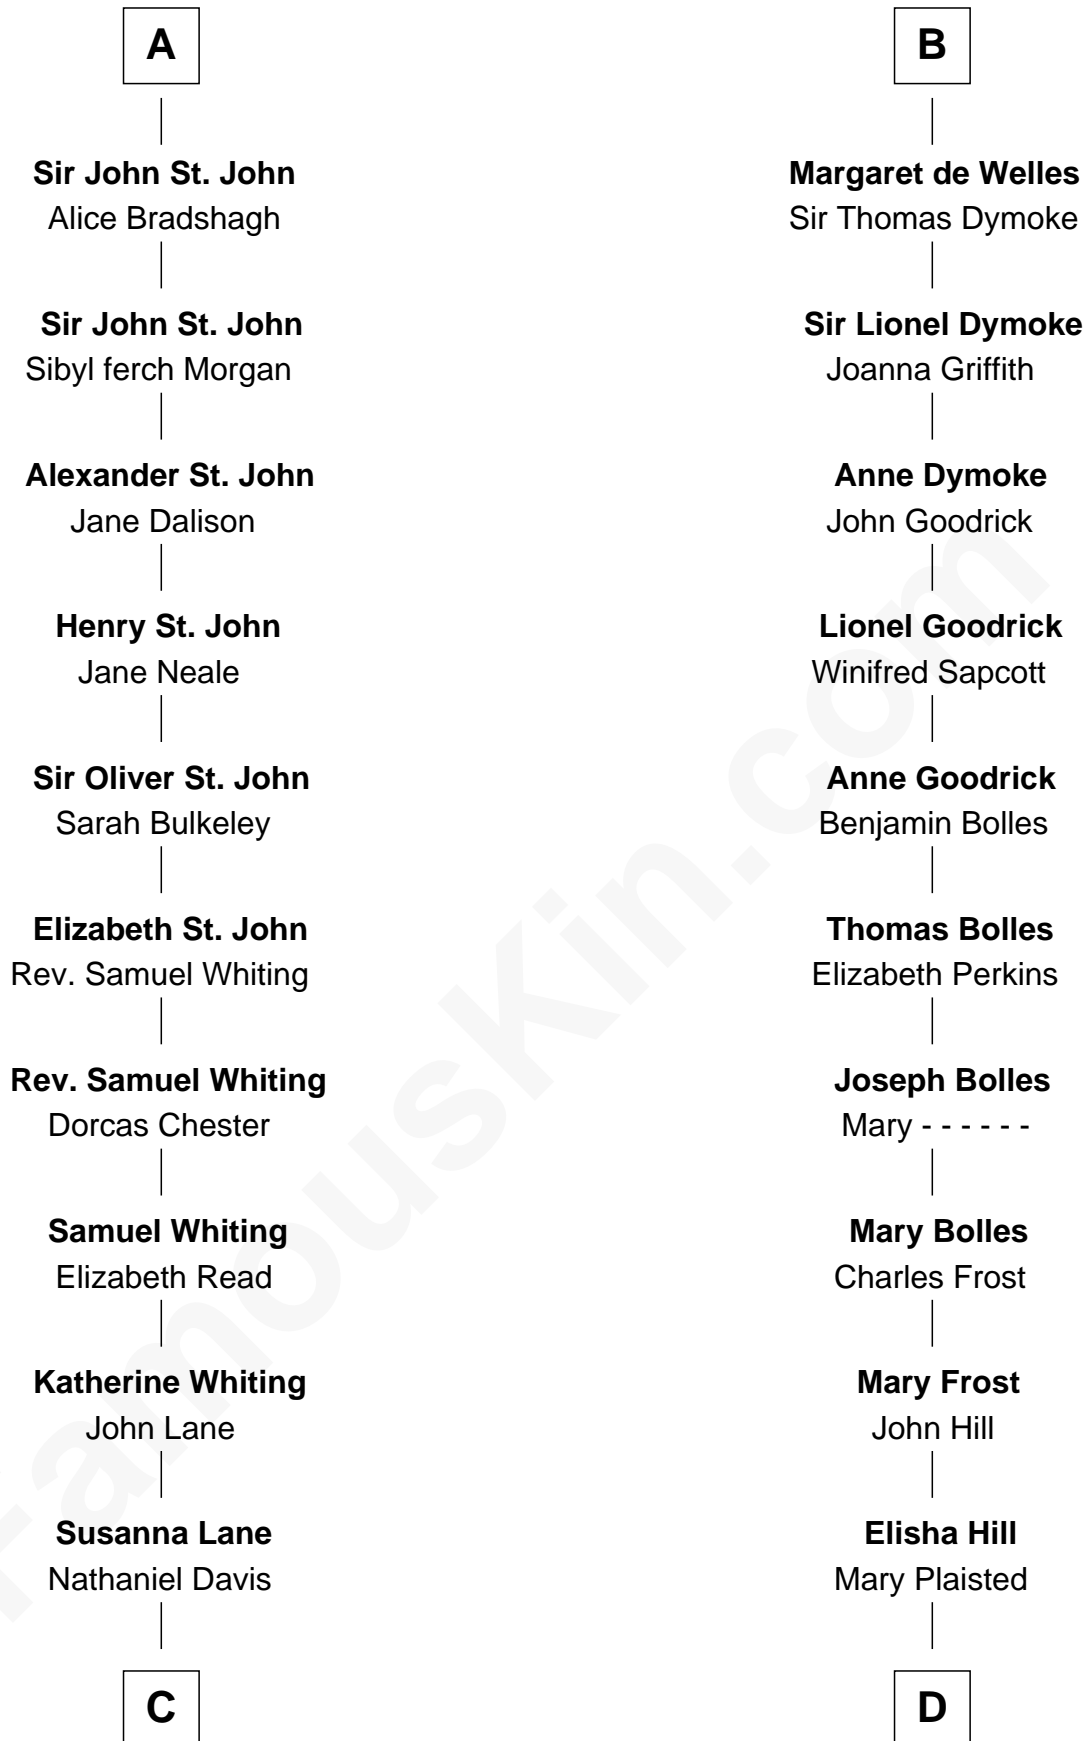 A
Sir John St. John
Alice Bradshagh
Sir John St. John
Sibyl ferch Morgan
Alexander St. John
Jane Dalison
Henry St. John
Jane Neale
Sir Oliver St. John
Sarah Bulkeley
Elizabeth St. John
Rev. Samuel Whiting
Rev. Samuel Whiting
Dorcas Chester
Samuel Whiting
Elizabeth Read
Katherine Whiting
John Lane
Susanna Lane
Nathaniel Davis
C
B
Margaret de Welles
Sir Thomas Dymoke
Sir Lionel Dymoke
Joanna Griffith
Anne Dymoke
John Goodrick
Lionel Goodrick
Winifred Sapcott
Anne Goodrick
Benjamin Bolles
Thomas Bolles
Elizabeth Perkins
Joseph Bolles
Mary - - - - - -
Mary Bolles
Charles Frost
Mary Frost
John Hill
Elisha Hill
Mary Plaisted
D
FamousKin.com